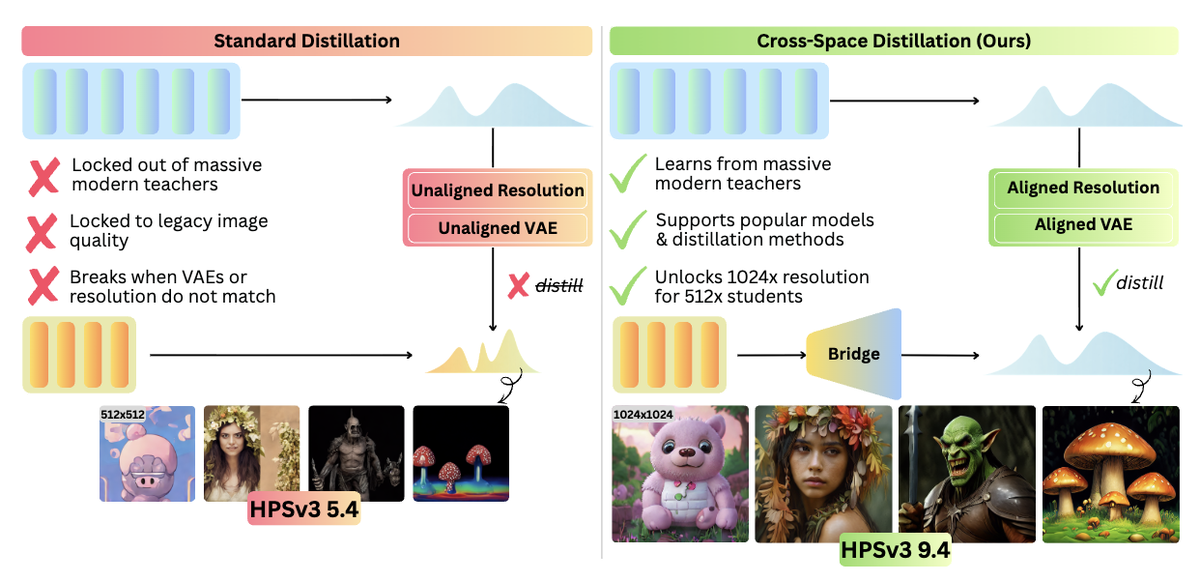 Standard Distillation
Locked out of massive
modern teachers
Locked to legacy image
quality
Breaks when VAEs or
resolution do not match
Unaligned Resolution
Unaligned VAE
distill
512x512
HPSv3 5.4
Cross-Space Distillation (Ours)
Learns from massive
modern teachers
Supports popular models
& distillation methods
Unlocks 1024x resolution
for 512x students
Aligned Resolution
Aligned VAE
distill
Bridge
1024x1024
HPSv3 9.4